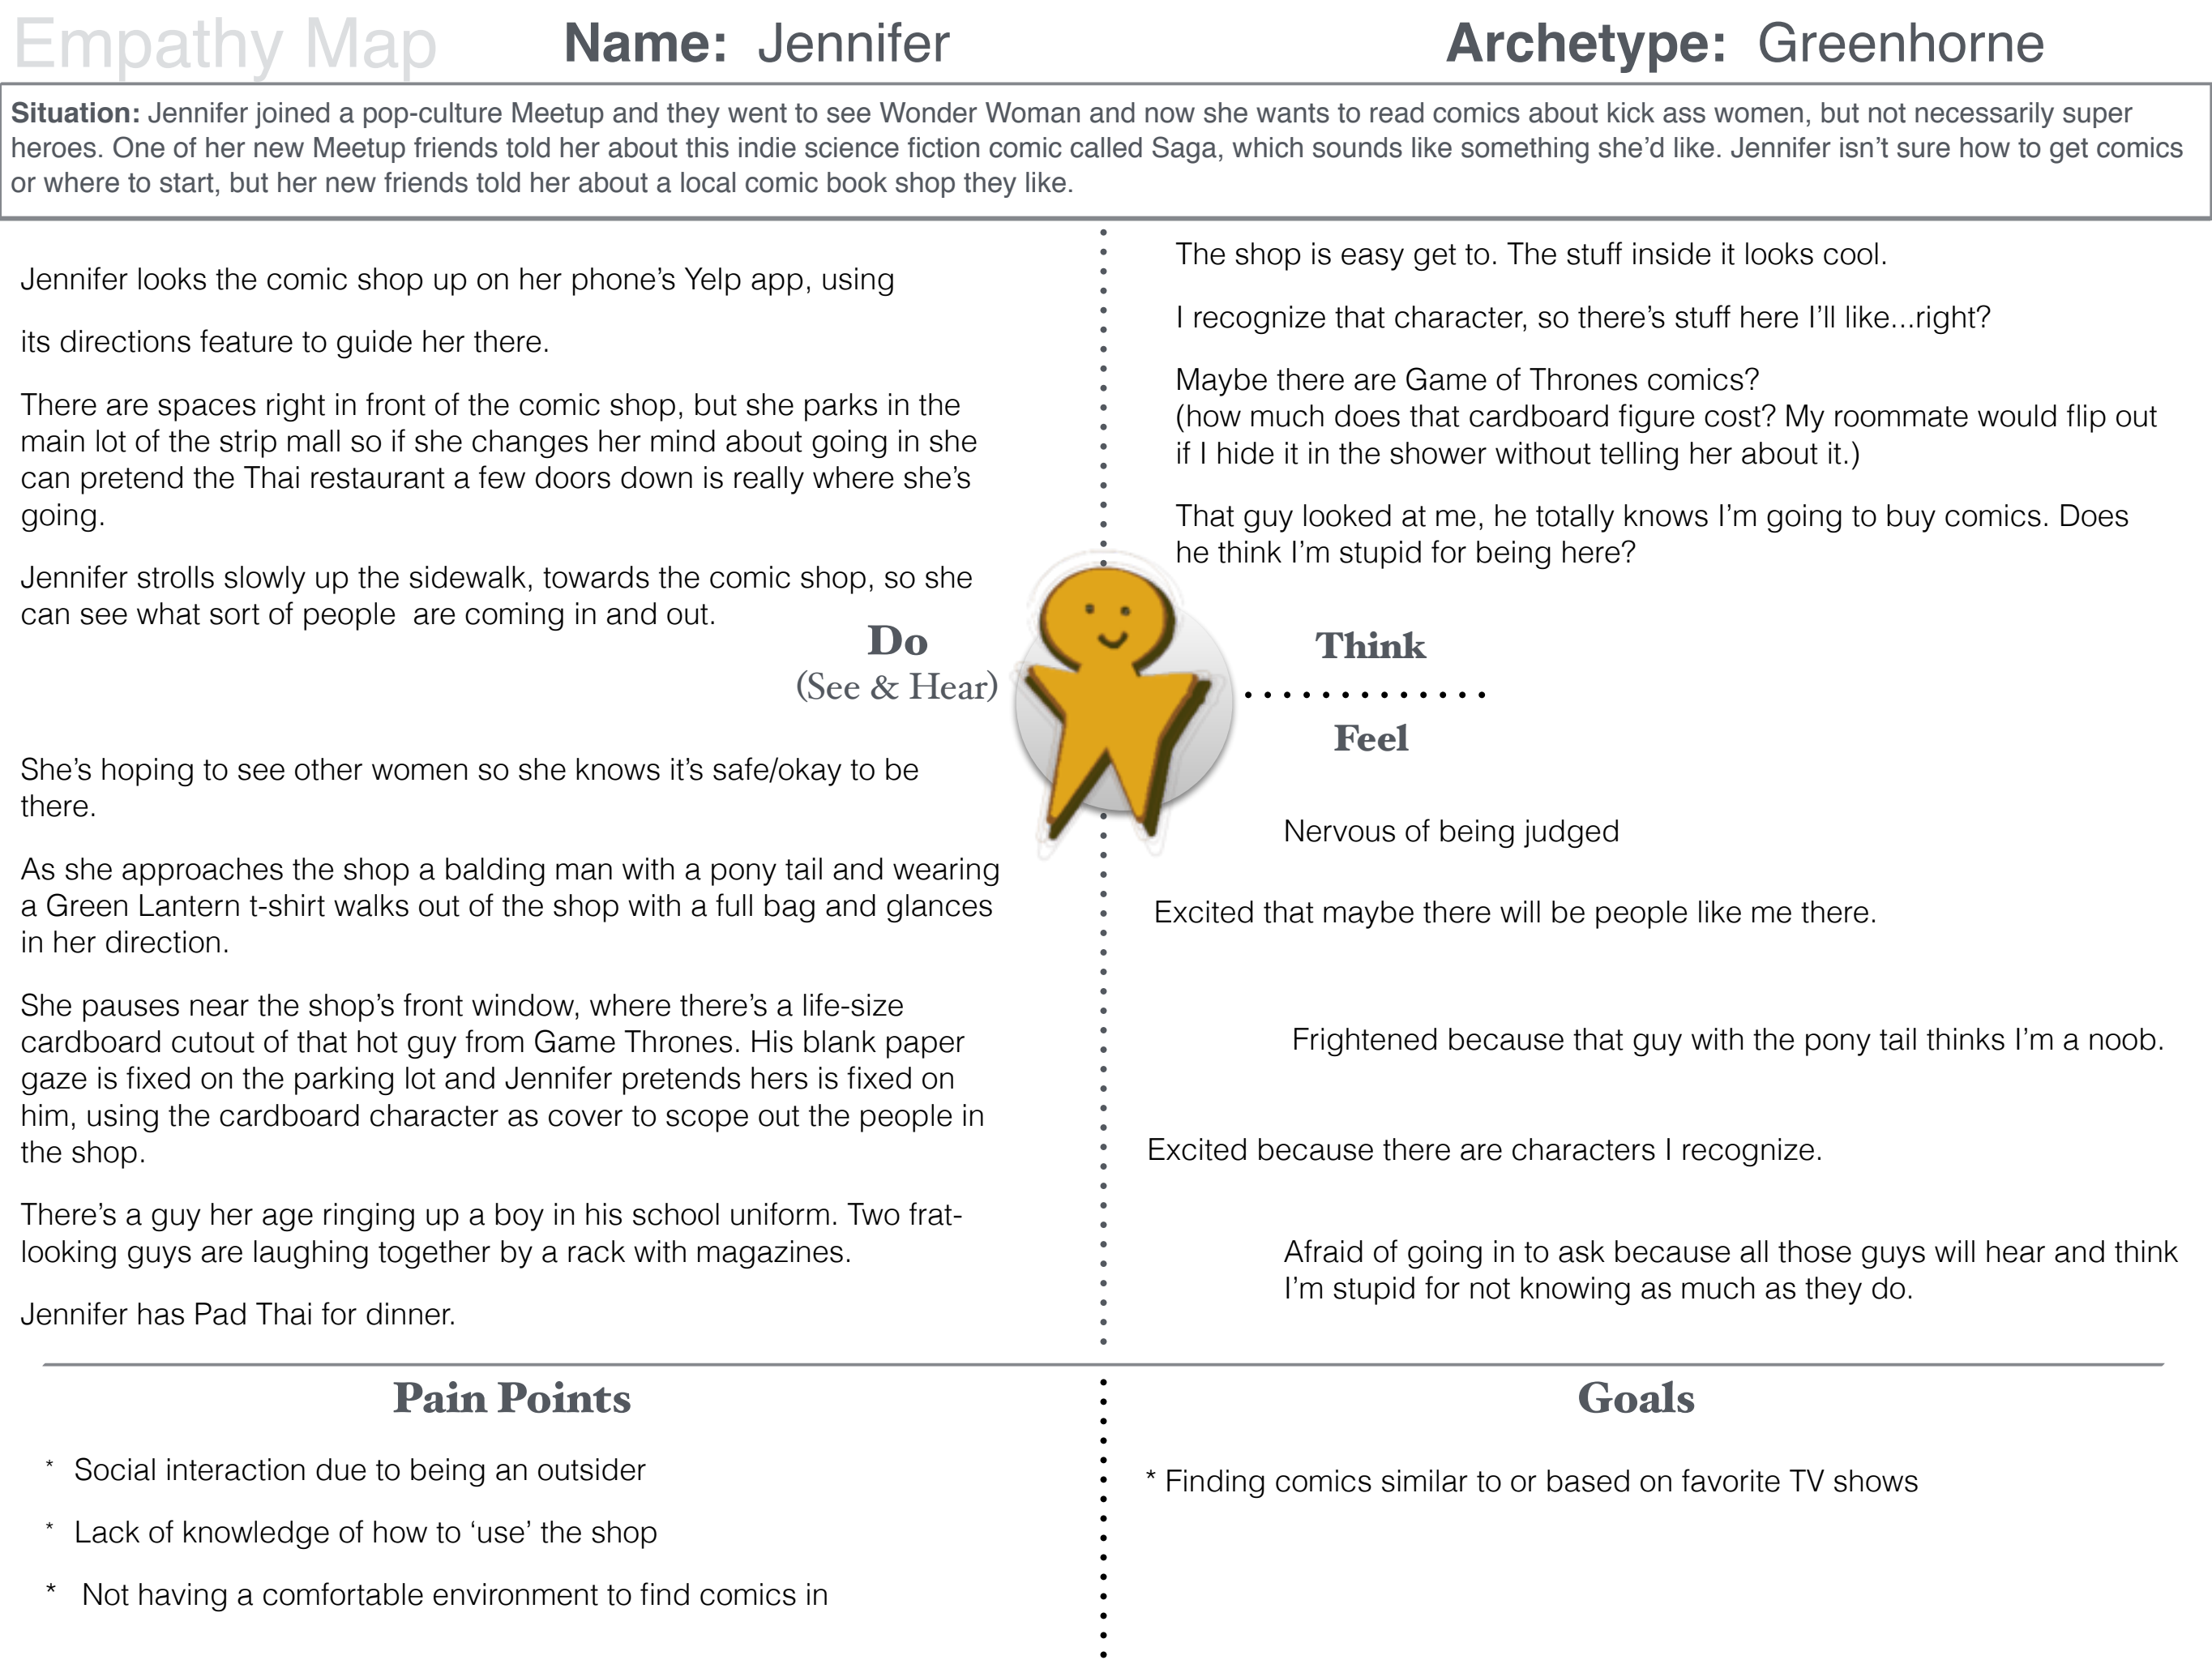 Empathy Map
Name: Jennifer
Archetype: Greenhorne
Situation: Jennifer joined a pop-culture Meetup and they went to see Wonder Woman and now she wants to read comics about kick ass women, but not necessarily super
heroes. One of her new Meetup friends told her about this indie science fiction comic called Saga, which sounds like something she’d like. Jennifer isn’t sure how to get comics
or where to start, but her new friends told her about a local comic book shop they like.
Jennifer looks the comic shop up on her phone’s Yelp app, using
its directions feature to guide her there.
There are spaces right in front of the comic shop, but she parks in the
main lot of the strip mall so if she changes her mind about going in she
can pretend the Thai restaurant a few doors down is really where she’s
going.
Jennifer strolls slowly up the sidewalk, towards the comic shop, so she
can see what sort of people  are coming in and out.
Do
(See & Hear)
She’s hoping to see other women so she knows it’s safe/okay to be
there.
As she approaches the shop a balding man with a pony tail and wearing
a Green Lantern t-shirt walks out of the shop with a full bag and glances
in her direction.
She pauses near the shop’s front window, where there’s a life-size
cardboard cutout of that hot guy from Game Thrones. His blank paper
gaze is fixed on the parking lot and Jennifer pretends hers is fixed on
him, using the cardboard character as cover to scope out the people in
the shop.
There’s a guy her age ringing up a boy in his school uniform. Two frat-
looking guys are laughing together by a rack with magazines.
Jennifer has Pad Thai for dinner.
The shop is easy get to. The stuff inside it looks cool.
I recognize that character, so there’s stuff here I’ll like...right?
Maybe there are Game of Thrones comics?
(how much does that cardboard figure cost? My roommate would flip out
if I hide it in the shower without telling her about it.)
That guy looked at me, he totally knows I’m going to buy comics. Does
he think I’m stupid for being here?
Think
Feel
Nervous of being judged
Excited that maybe there will be people like me there.
Frightened because that guy with the pony tail thinks I’m a noob.
Excited because there are characters I recognize.
Afraid of going in to ask because all those guys will hear and think
I’m stupid for not knowing as much as they do.
Pain Points
* Social interaction due to being an outsider
* Lack of knowledge of how to ‘use’ the shop
* Not having a comfortable environment to find comics in
Goals
* Finding comics similar to or based on favorite TV shows